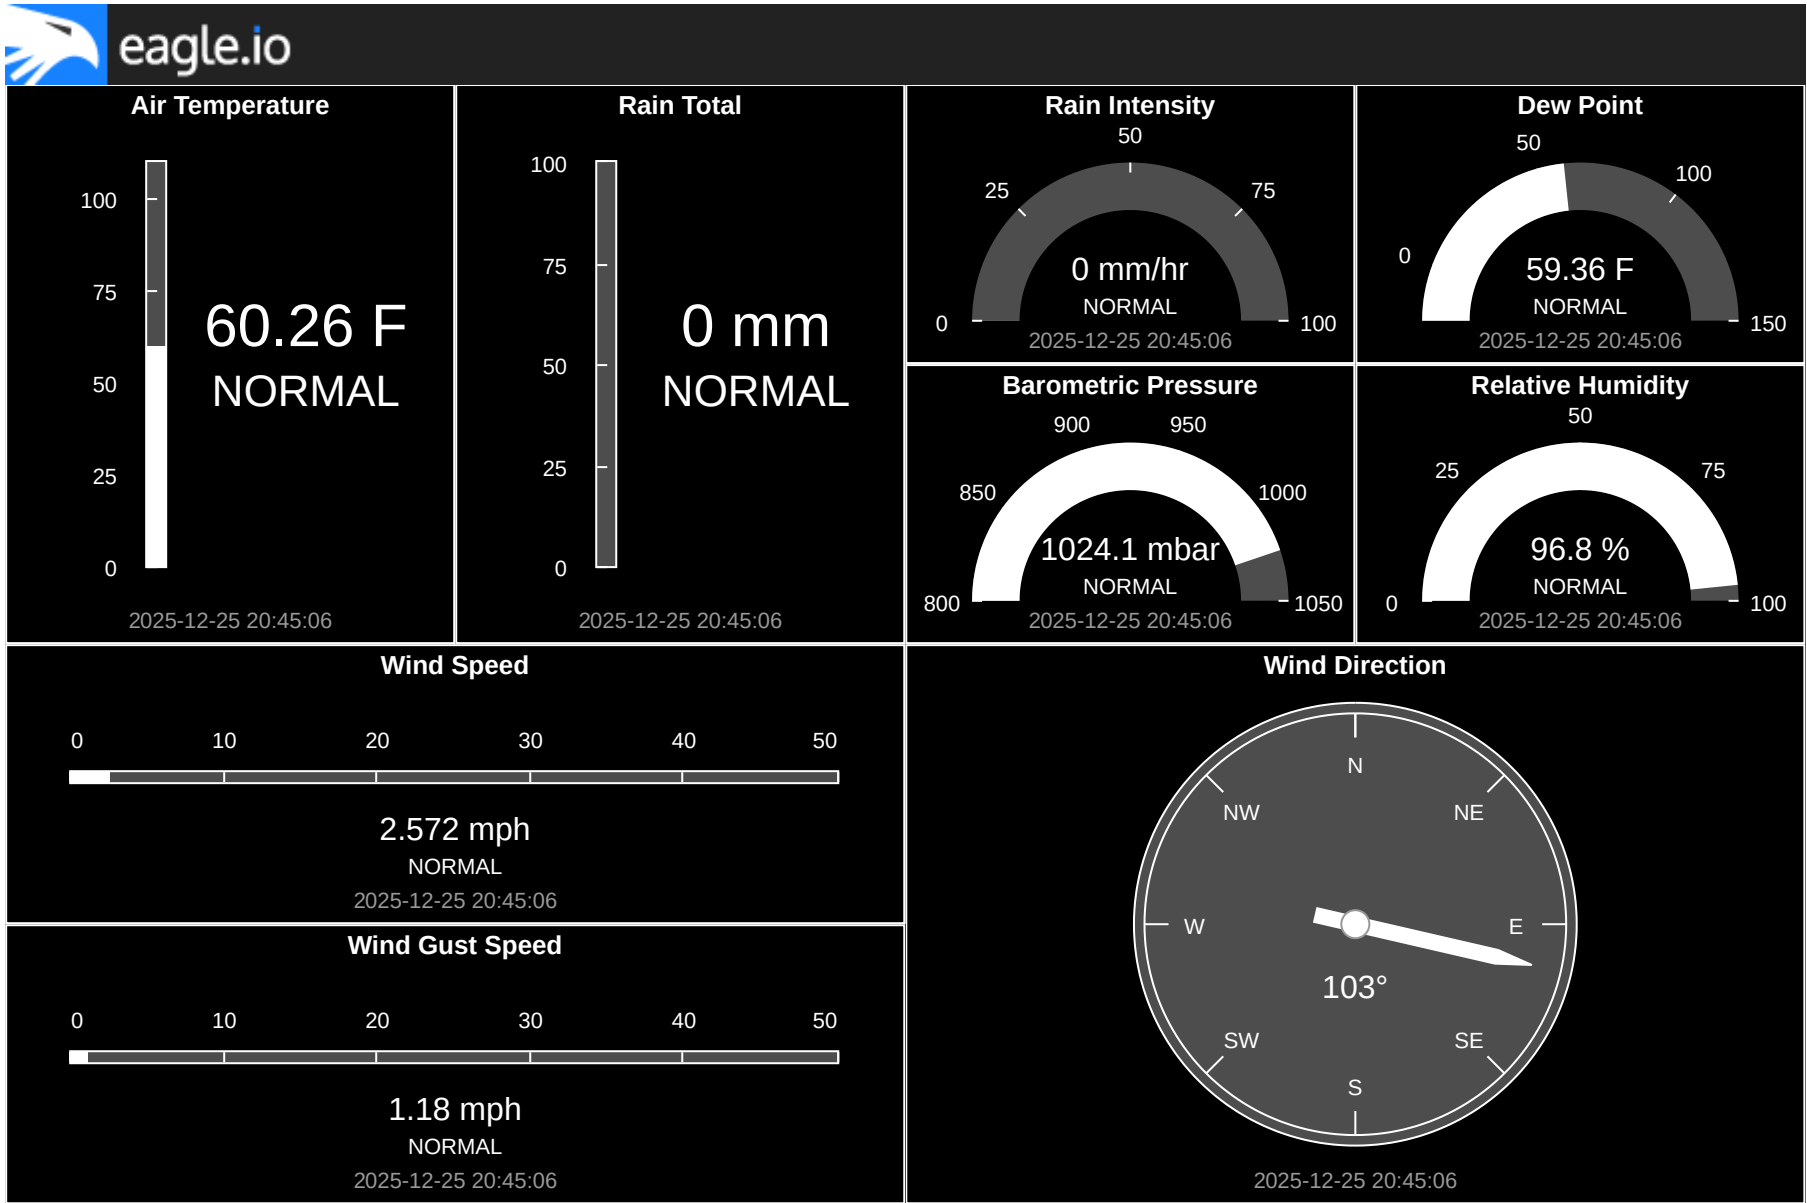 eagle.io
Air Temperature
100
75
50
25
0
60.26 F
NORMAL
2025-12-25 20:45:06
Rain Total
100
75
50
25
0
0 mm
NORMAL
2025-12-25 20:45:06
Rain Intensity
0
25
50
75
100
0 mm/hr
NORMAL
2025-12-25 20:45:06
Dew Point
0
50
100
150
59.36 F
NORMAL
2025-12-25 20:45:06
Barometric Pressure
800
850
900
950
1000
1050
1024.1 mbar
NORMAL
2025-12-25 20:45:06
Relative Humidity
0
25
50
75
100
96.8 %
NORMAL
2025-12-25 20:45:06
Wind Speed
0 10 20 30 40 50
2.572 mph
NORMAL
2025-12-25 20:45:06
Wind Gust Speed
0 10 20 30 40 50
1.18 mph
NORMAL
2025-12-25 20:45:06
Wind Direction
N
NW NE
W E
103°
SW SE
S
2025-12-25 20:45:06